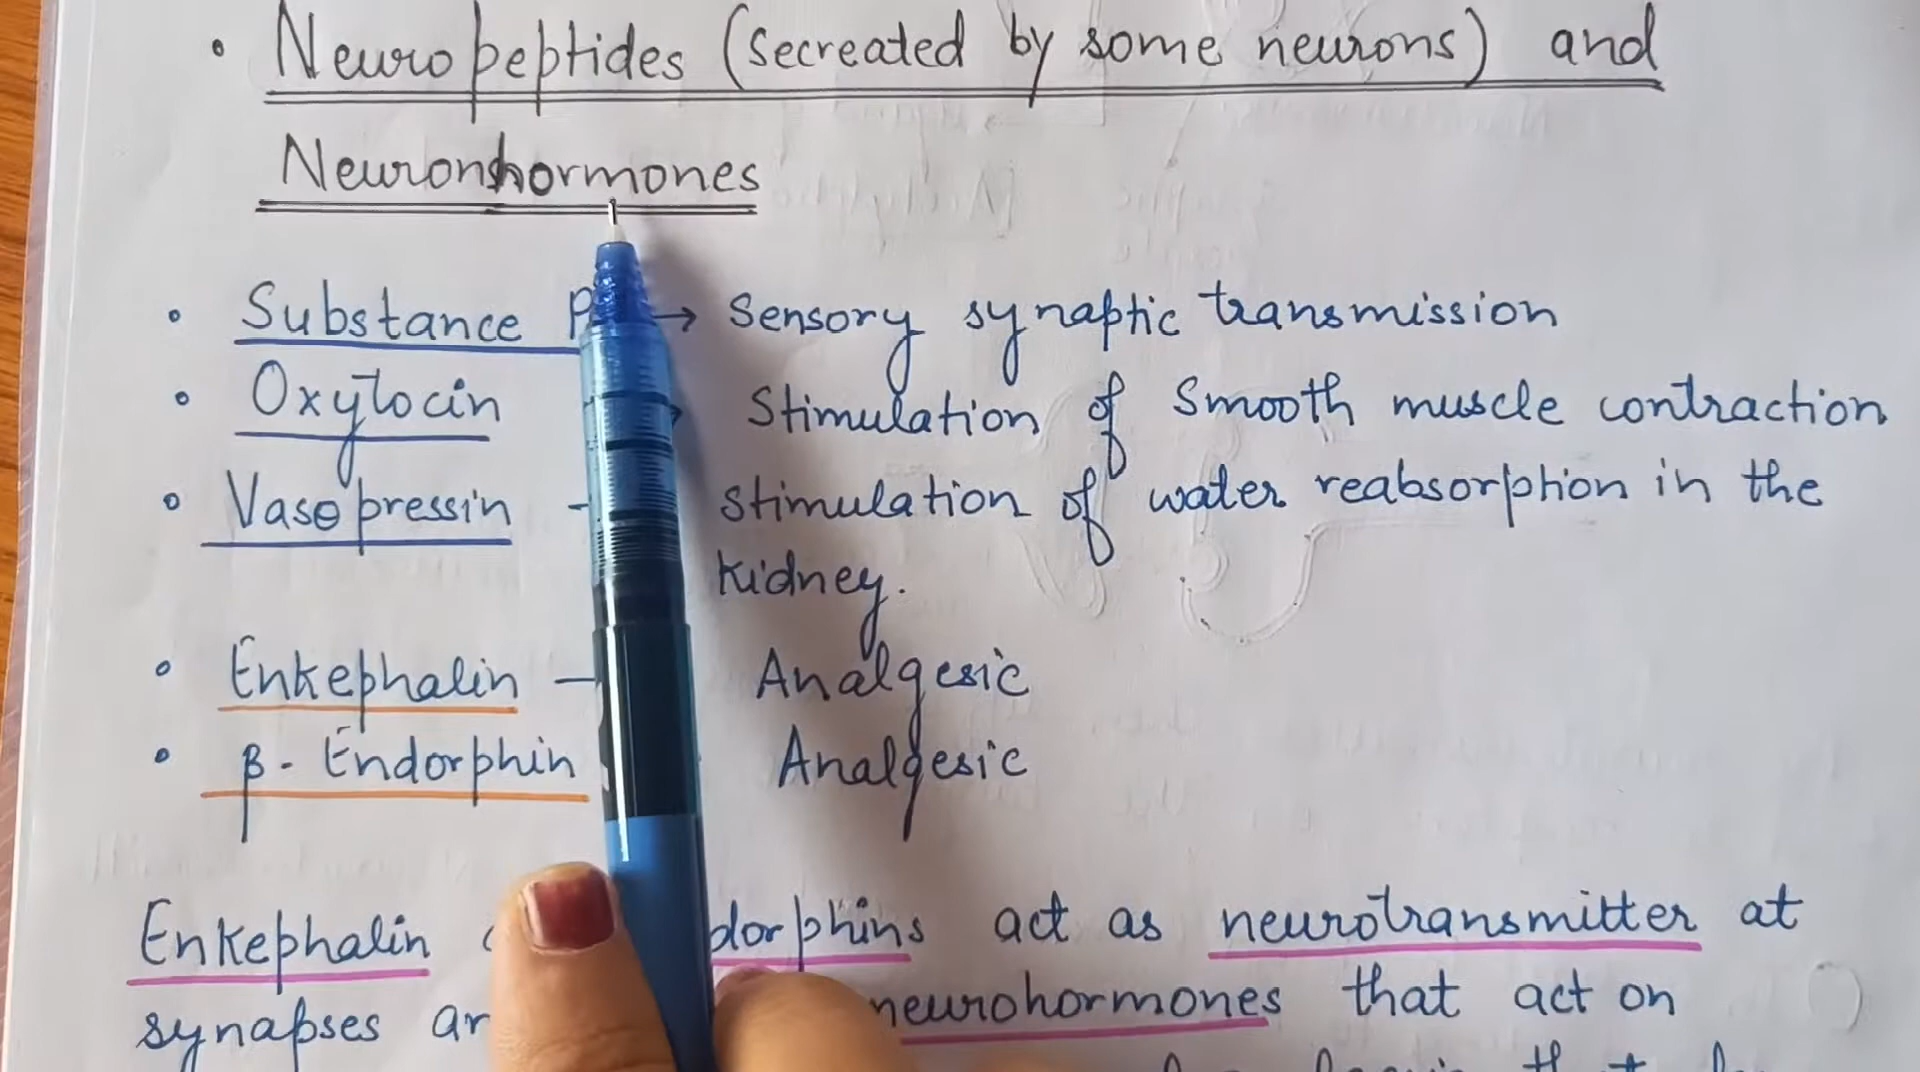 • Neuropeptides (secreated by some neurons) and
Neuronhormones
• Substance P → Sensory synaptic transmission
• Oxytocin → Stimulation of smooth muscle contraction
• Vasopressin - stimulation of water reabsorption in the
kidney.
• Enkephalin - Analgesic
• β - Endorphin Analgesic
Enkephalin dorphins act as neurotransmitter at
synapses neurohormones that act on